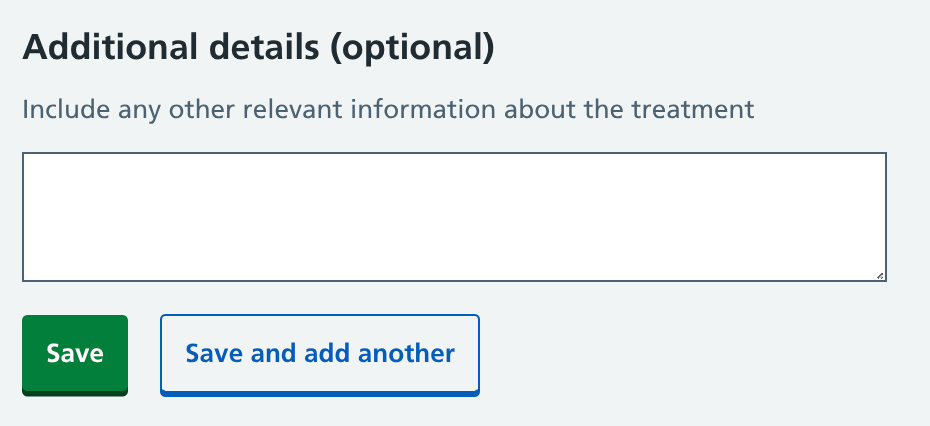 Additional details (optional)
Include any other relevant information about the treatment
Save
Save and add another